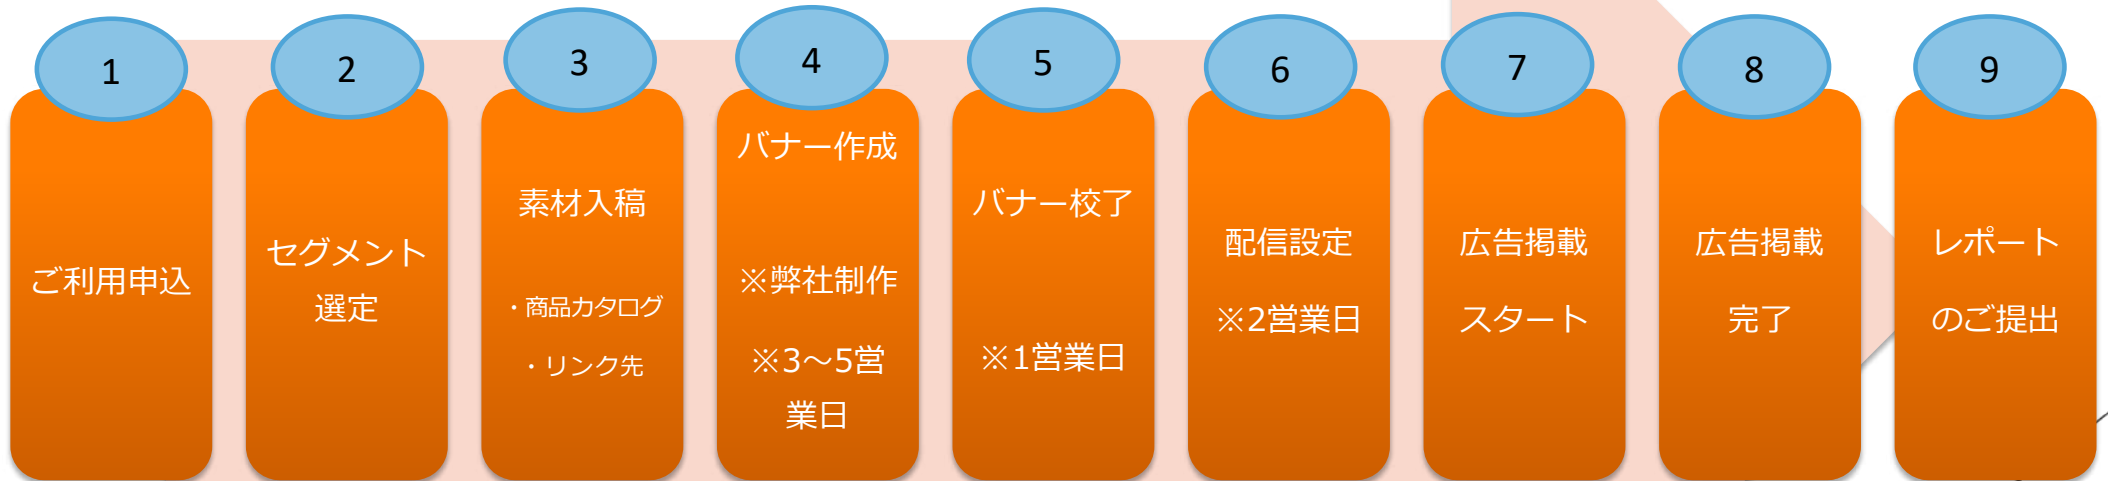 1
ご利用申込
2
セグメント
選定
3
素材入稿
・商品カタログ
・リンク先
4
バナー作成
※弊社制作
※3～5営
業日
5
バナー校了
※1営業日
6
配信設定
※2営業日
7
広告掲載
スタート
8
広告掲載
完了
9
レポート
のご提出